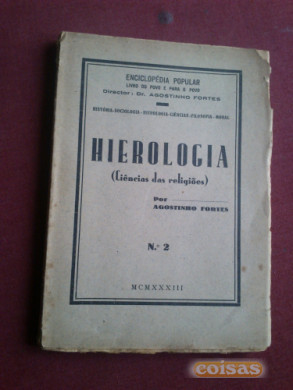 ENCICLOPÉDIA POPULAR
LIVRO DO POVO E PARA O POVO
Director: Dr. AGOSTINHO FORTES
HIEROLOGIA
(Ciências das religiões)
Por
AGOSTINHO FORTES
N.º 2
MCMXXXIII
coisas